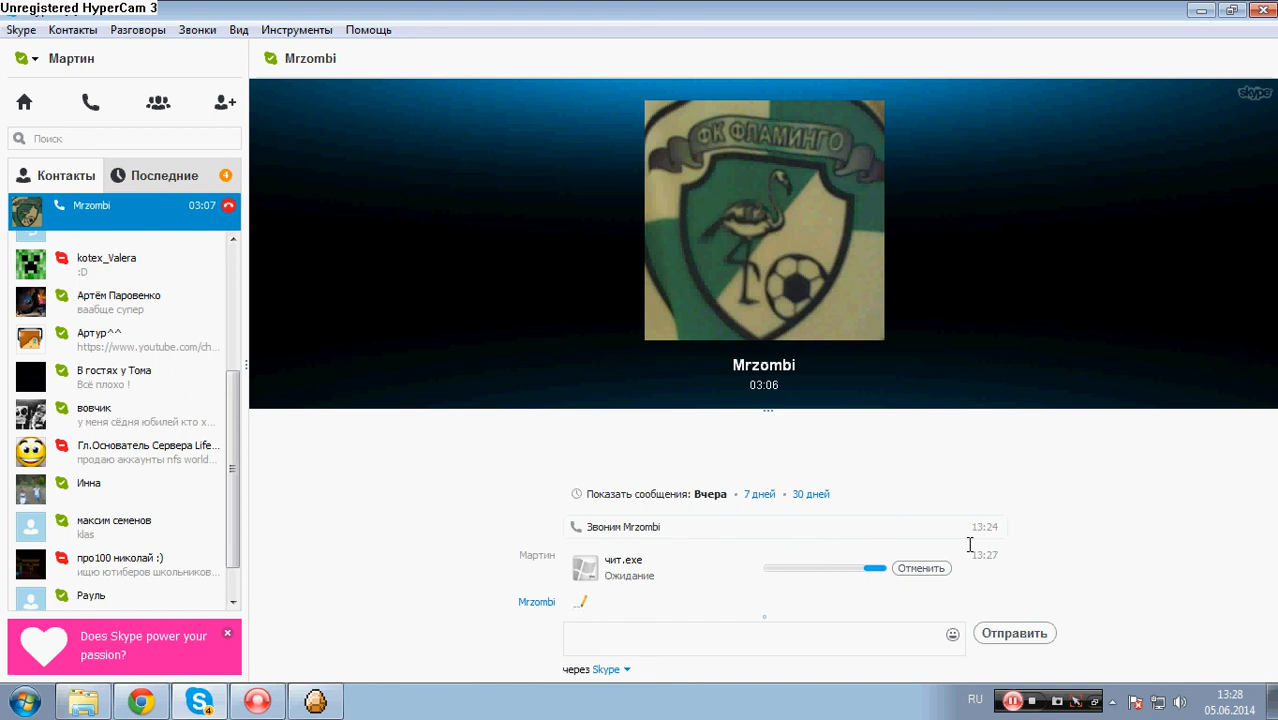 Unregistered HyperCam 3
Skype Контакты Разговоры Звонки Вид Инструменты Помощь
Мартин
Mrzombi
skype
Поиск
Контакты
Последние
4
Mrzombi
03:07
kotex_Valera
:D
Артём Паровенко
ваабще супер
Артур^^
https://www.youtube.com/ch...
В гостях у Тома
Всё плохо !
вовчик
у меня сёдня юбилей кто х...
Гл.Основатель Сервера Life...
продаю аккаунты nfs world...
Инна
максим семенов
klas
про100 николай :)
ищю ютиберов школьников...
Рауль
Does Skype power your
passion?
ФК ФЛАМИНГО
Mrzombi
03:06
Показать сообщения: Вчера • 7 дней • 30 дней
Звоним Mrzombi
13:24
Мартин
чит.exe
13:27
Ожидание
Отменить
Mrzombi
Отправить
через Skype
4
RU
13:28
05.06.2014